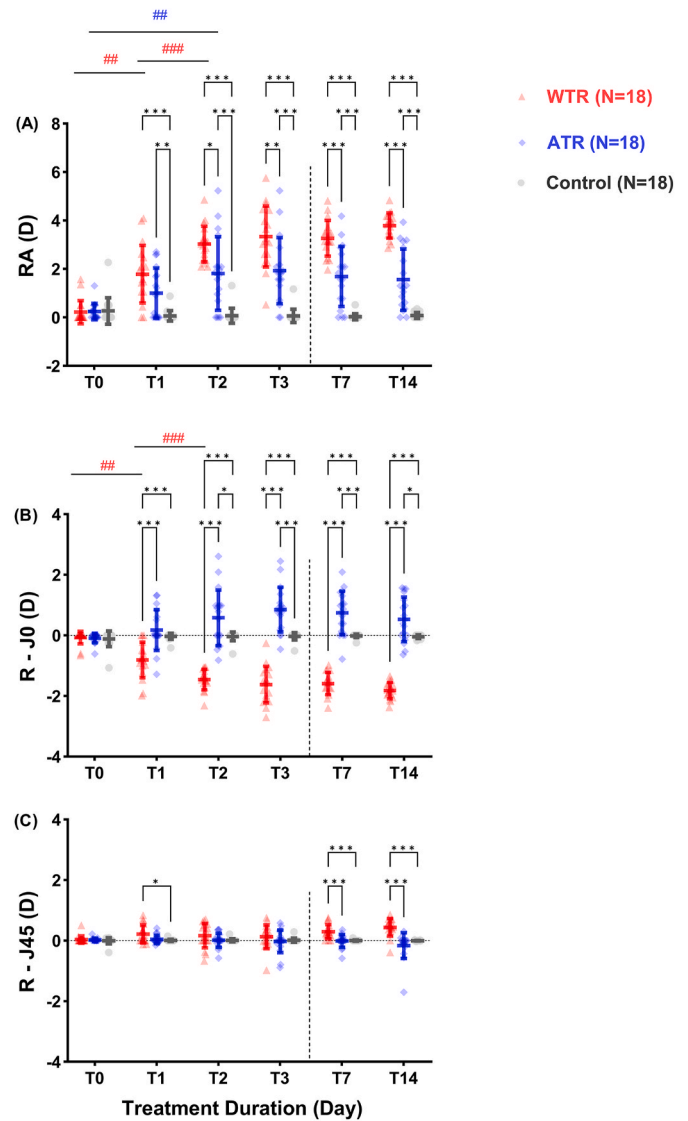 ##
## ###
*** *** *** ***
*** *** *** *** ***
** * ** *** ***
WTR (N=18)
ATR (N=18)
Control (N=18)
(A)
RA (D)
8
6
4
2
0
-2
T0 T1 T2 T3 T7 T14
###
##
*** *** *** ***
*** * *** *** *
*** *** *** ***
(B)
R - J0 (D)
4
2
0
-2
-4
T0 T1 T2 T3 T7 T14
(C)
R - J45 (D)
4
2
0
-2
-4
*** ***
* *** ***
T0 T1 T2 T3 T7 T14
Treatment Duration (Day)